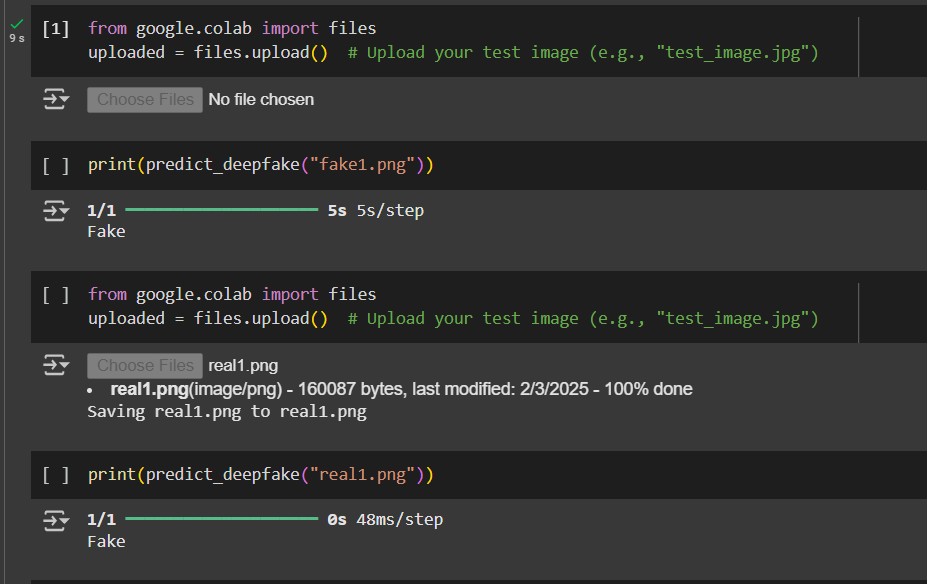 9 s
[1] from google.colab import files
uploaded = files.upload()  # Upload your test image (e.g., "test_image.jpg")
Choose Files No file chosen
[ ] print(predict_deepfake("fake1.png"))
1/1 5s 5s/step
Fake
[ ] from google.colab import files
uploaded = files.upload()  # Upload your test image (e.g., "test_image.jpg")
Choose Files real1.png
• real1.png(image/png) - 160087 bytes, last modified: 2/3/2025 - 100% done
Saving real1.png to real1.png
[ ] print(predict_deepfake("real1.png"))
1/1 0s 48ms/step
Fake